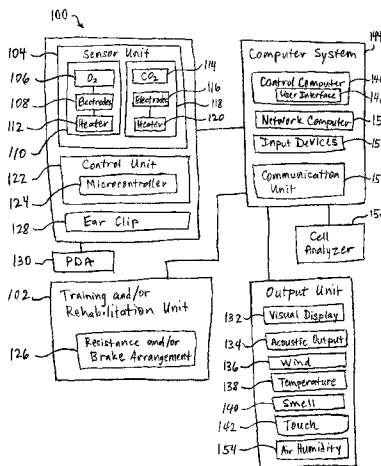 100
104
Sensor Unit
106
O2
108
Electrodes
112
Heater
110
114
CO2
116
Electrodes
118
Heater
120
122
Control Unit
124
Microcontroller
128
Ear Clip
130
PDA
102
Training and/or
Rehabilitation Unit
126
Resistance and/or
Brake Arrangement
144
Computer System
Control Computer
User Interface
Network Computer
Input Devices
Communication
Unit
Cell
Analyzer
Output Unit
132
Visual Display
134
Acoustic Output
136
Wind
138
Temperature
140
Smell
142
Touch
154
Air Humidity